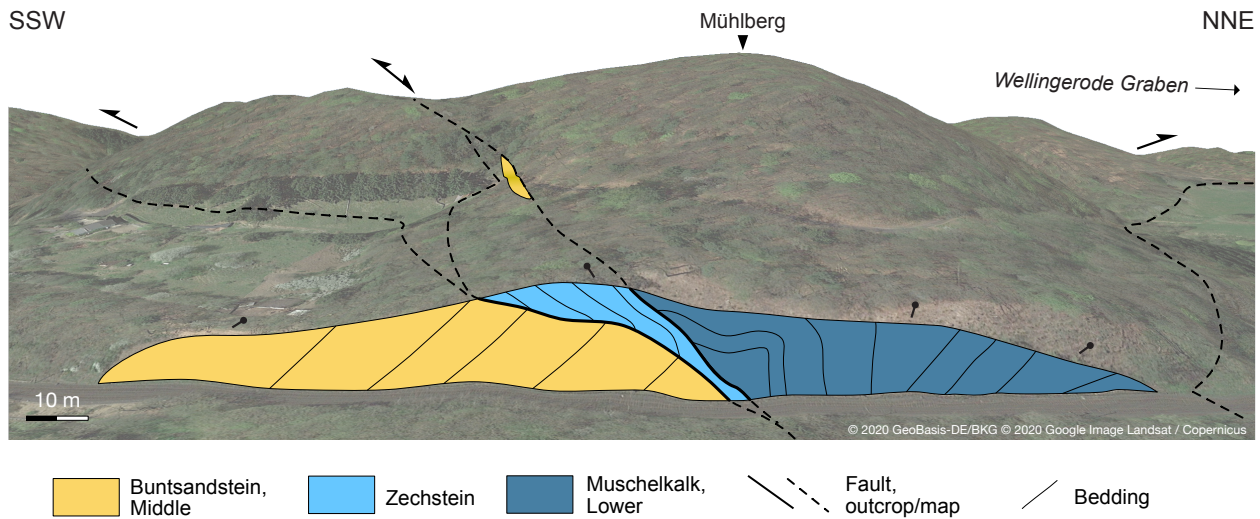 SSW
Mühlberg
NNE
Wellingerode Graben
10 m
© 2020 GeoBasis-DE/BKG © 2020 Google Image Landsat / Copernicus
Buntsandstein,
Middle
Zechstein
Muschelkalk,
Lower
Fault,
outcrop/map
Bedding